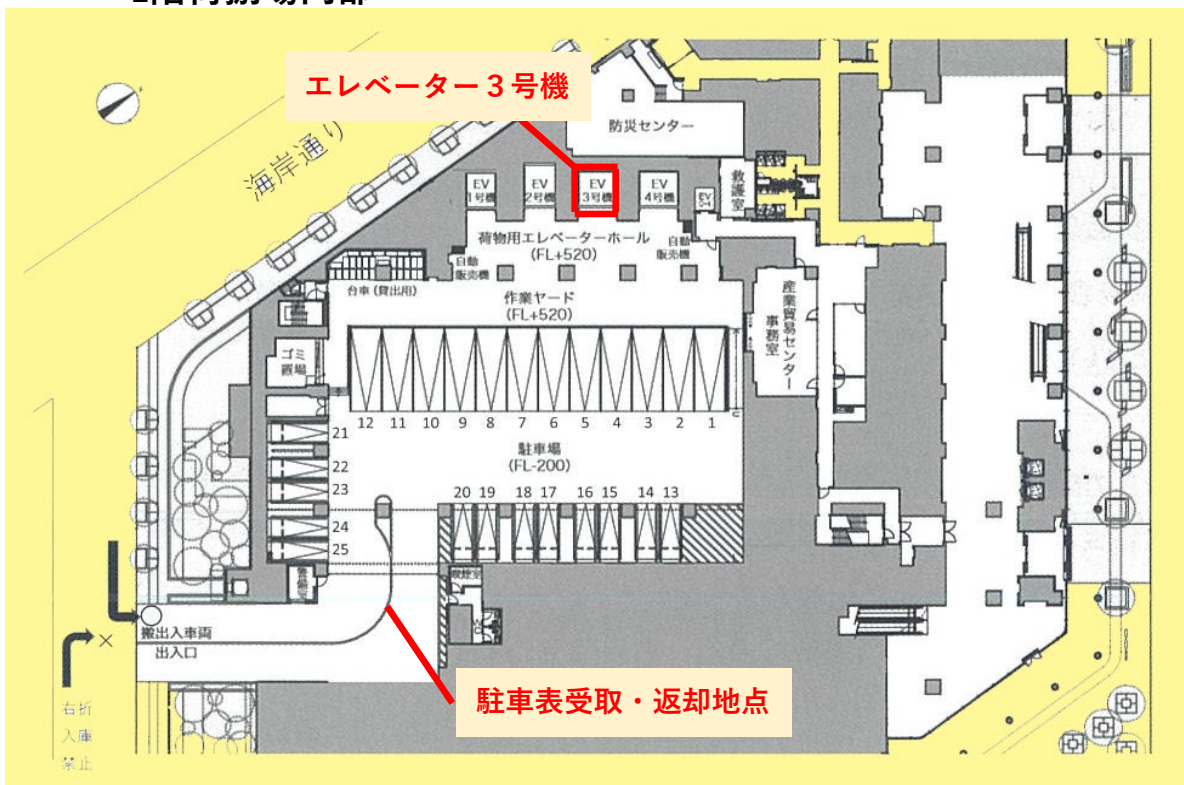 エレベーター３号機
防災センター
海岸通り
EV
1号機
EV
2号機
EV
3号機
EV
4号機
EV
救護室
荷物用エレベーターホール
(FL+520)
自動
販売機
自動
販売機
台車（貸出用）
作業ヤード
(FL+520)
産業貿易センター
事務室
ゴミ
置場
12 11 10 9 8 7 6 5 4 3 2 1
21
駐車場
(FL-200)
22
23
20 19 18 17 16 15 14 13
24
25
搬出入車両
出入口
駐車表受取・返却地点
右折
入庫
禁止